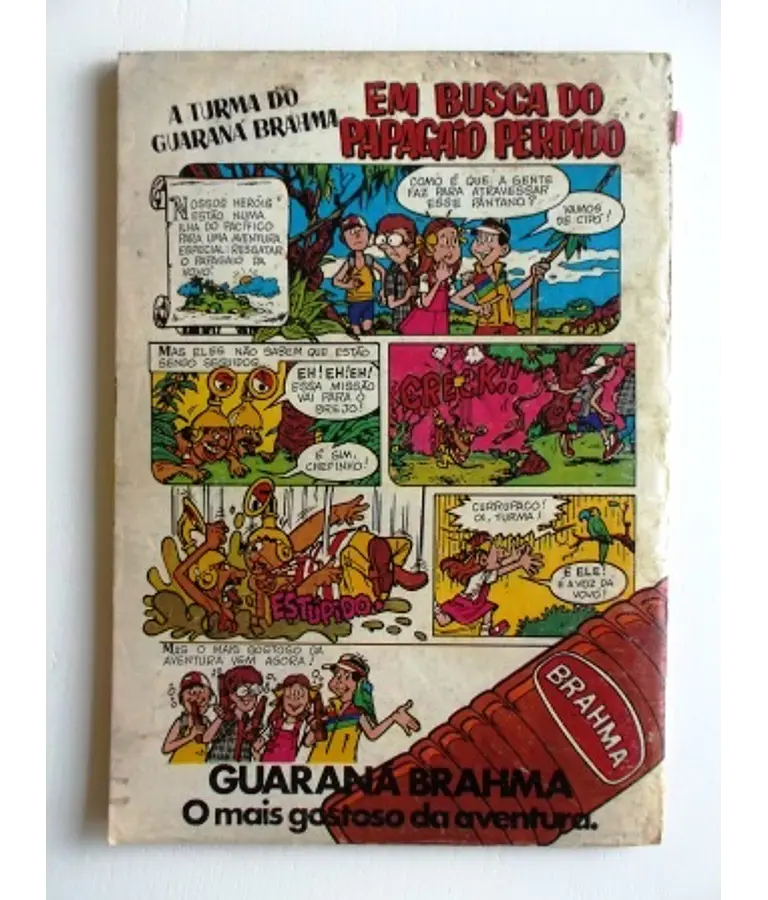 A TURMA DO
GUARANÁ BRAHMA
EM BUSCA DO
PAPAGAIO PERDIDO
"NOSSOS HERÓIS
ESTÃO NUMA
ILHA DO PACÍFICO
PARA UMA AVENTURA
ESPECIAL: RESGATAR
O PAPAGAIO DA
VOVÓ."
COMO É QUE A GENTE
FAZ PARA ATRAVESSAR
ESSE PÂNTANO?
VAMOS
DE CIPÓ!
MAS ELES NÃO SABEM QUE ESTÃO
SENDO SEGUIDOS...
EH! EH! EH!
ESSA MISSÃO
VAI PARA O
BREJO!
É SIM,
CHEFINHO!
CRECK!!
ESTÚPIDO.
CURRUPACO!
OI, TURMA!
É ELE!
É A VOZ DA
VOVÓ!
MAS O MAIS GOSTOSO DA
AVENTURA VEM AGORA!
BRAHMA
GUARANÁ BRAHMA
O mais gostoso da aventura.